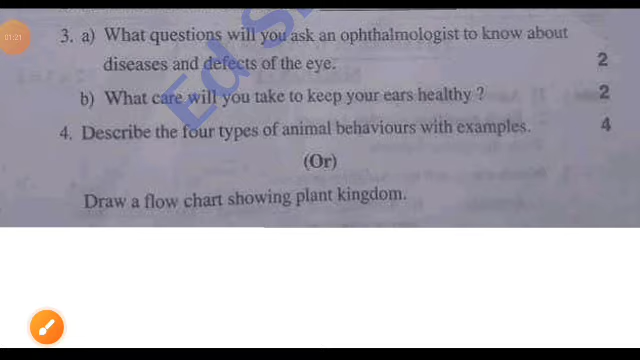 01:21
3. a) What questions will you ask an ophthalmologist to know about
diseases and defects of the eye. 2
b) What care will you take to keep your ears healthy ? 2
4. Describe the four types of animal behaviours with examples. 4
(Or)
Draw a flow chart showing plant kingdom.